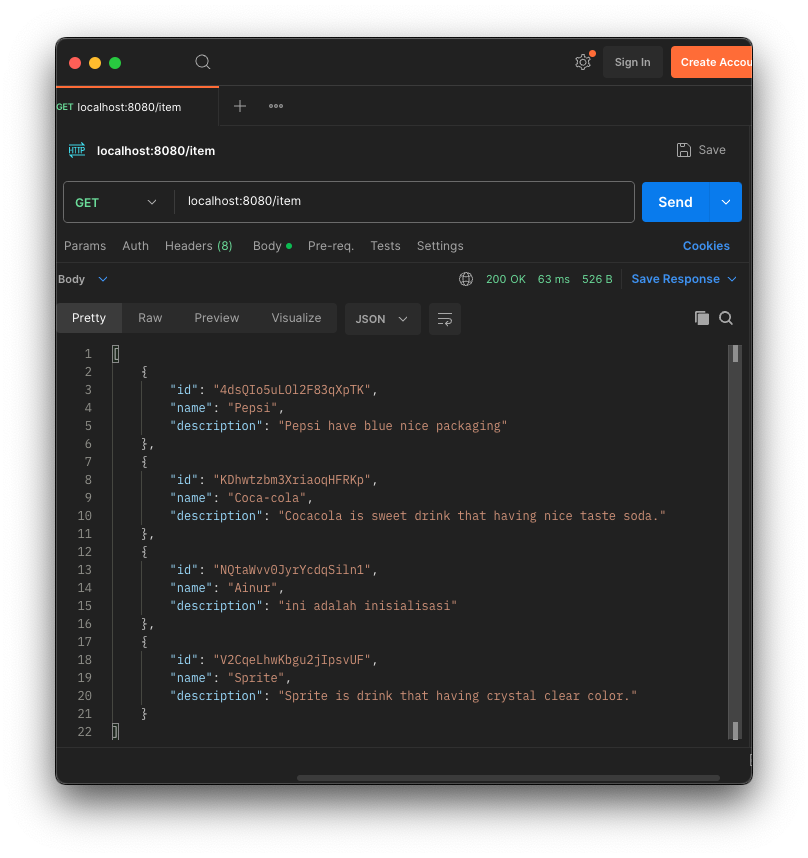 Sign In
Create Accou
GET localhost:8080/item
HTTP localhost:8080/item
Save
GET
localhost:8080/item
Send
Params Auth Headers (8) Body Pre-req. Tests Settings Cookies
Body 200 OK 63 ms 526 B Save Response
Pretty Raw Preview Visualize JSON
1 [
2 {
3 "id": "4dsQIo5uLOl2F83qXpTK",
4 "name": "Pepsi",
5 "description": "Pepsi have blue nice packaging"
6 },
7 {
8 "id": "KDhwtzbm3XriaoqHFRKp",
9 "name": "Coca-cola",
10 "description": "Cocacola is sweet drink that having nice taste soda."
11 },
12 {
13 "id": "NQtaWvv0JyrYcdqSiln1",
14 "name": "Ainur",
15 "description": "ini adalah inisialisasi"
16 },
17 {
18 "id": "V2CqeLhwKbgu2jIpsvUF",
19 "name": "Sprite",
20 "description": "Sprite is drink that having crystal clear color."
21 }
22 ]